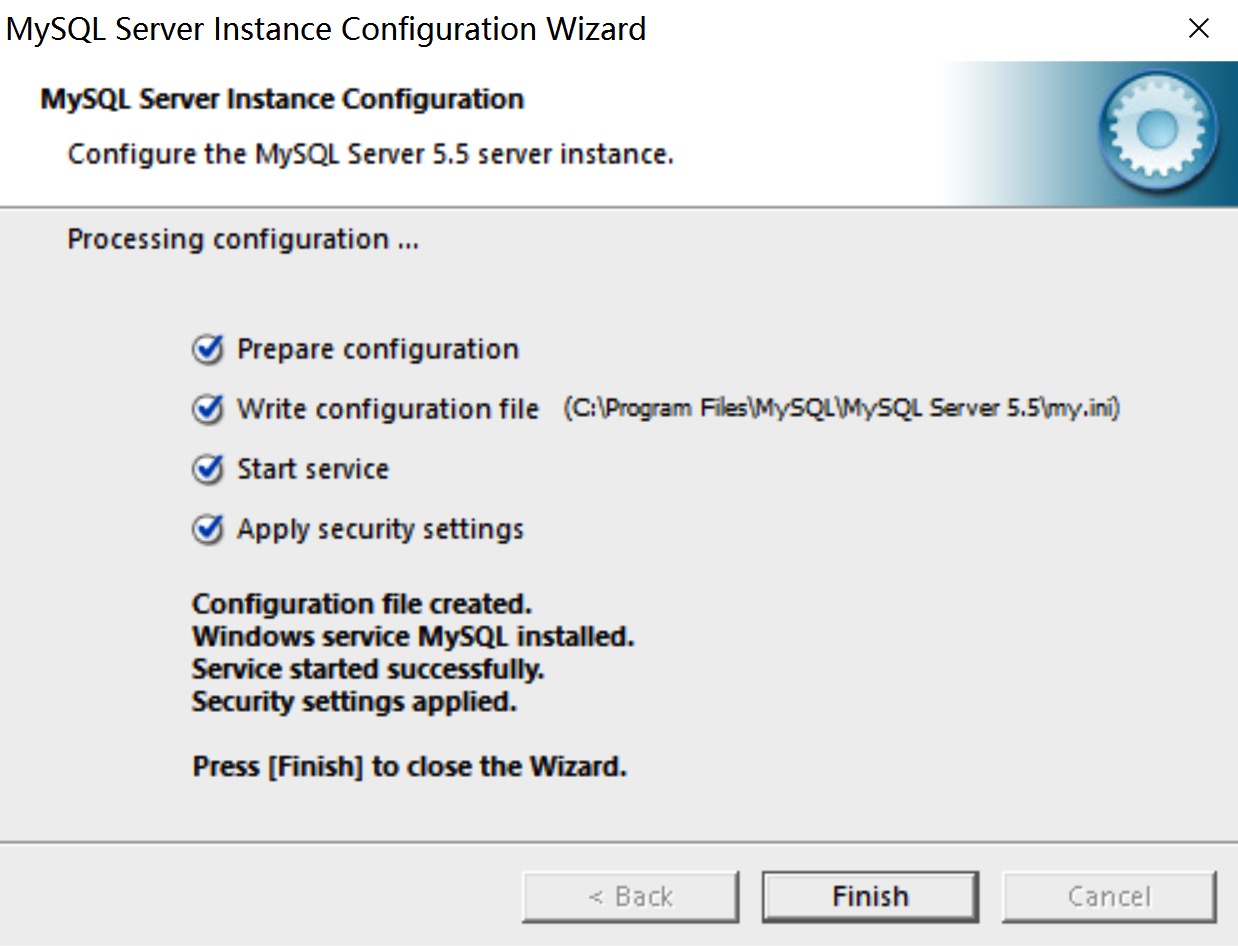 MySQL Server Instance Configuration Wizard
MySQL Server Instance Configuration
Configure the MySQL Server 5.5 server instance.
Processing configuration ...
Prepare configuration
Write configuration file (C:\Program Files\MySQL\MySQL Server 5.5\my.ini)
Start service
Apply security settings
Configuration file created.
Windows service MySQL installed.
Service started successfully.
Security settings applied.
Press [Finish] to close the Wizard.
< Back Finish Cancel